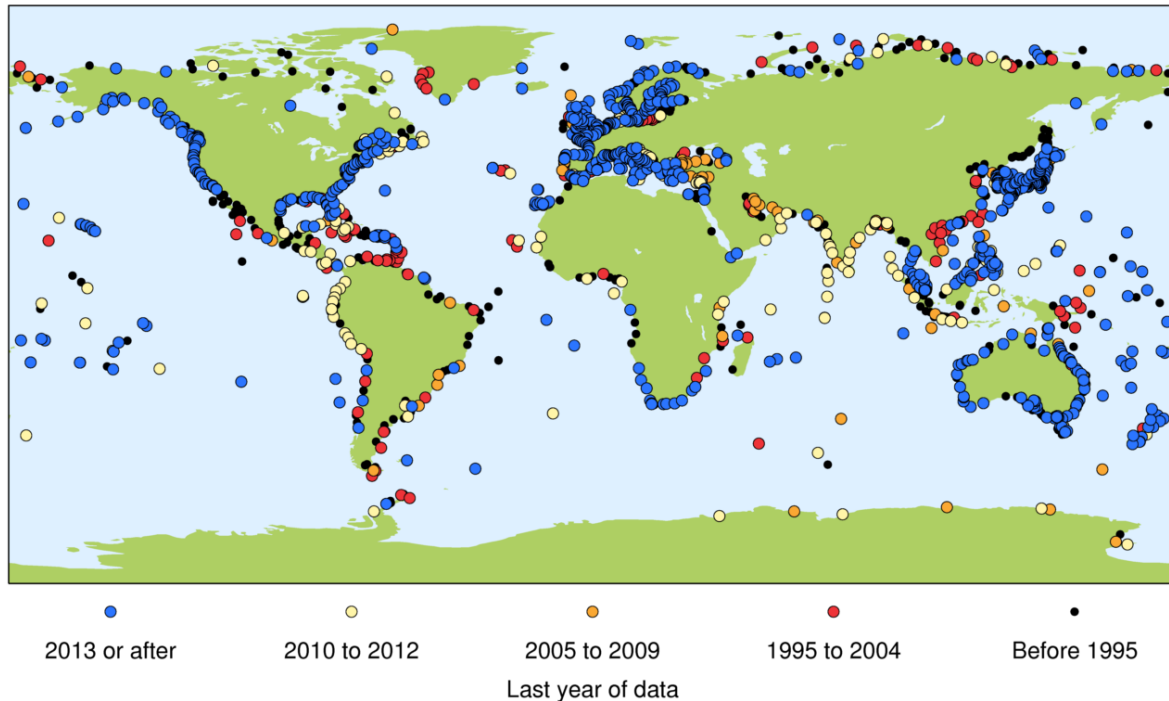 2013 or after
2010 to 2012
2005 to 2009
1995 to 2004
Before 1995
Last year of data